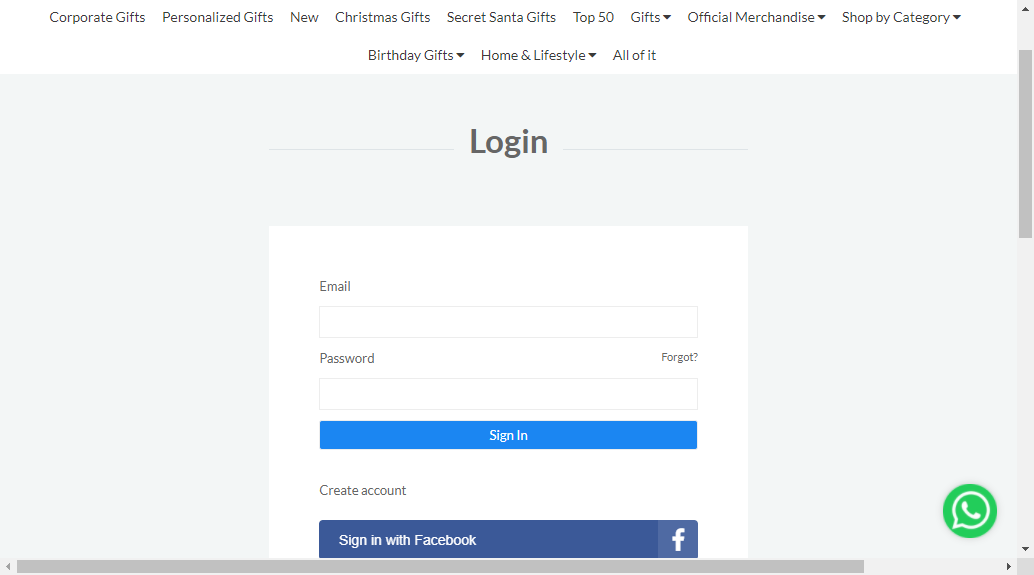 Corporate Gifts Personalized Gifts New Christmas Gifts Secret Santa Gifts Top 50 Gifts Official Merchandise Shop by Category
Birthday Gifts Home & Lifestyle All of it
Login
Email
Password Forgot?
Sign In
Create account
Sign in with Facebook f